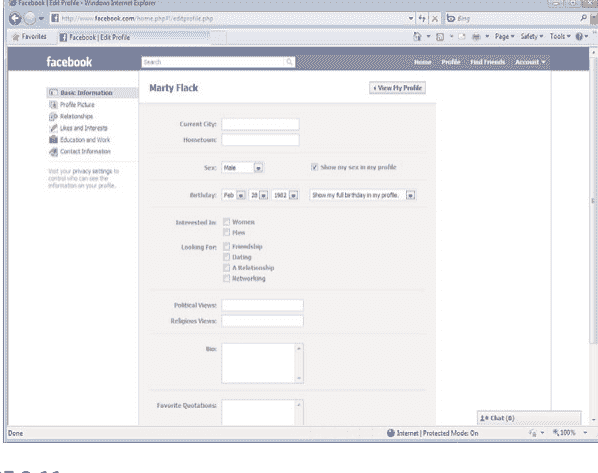 Facebook | Edit Profile - Windows Internet Explorer
http://www.facebook.com/home.php?#!/editprofile.php
Bing
Favorites
Facebook | Edit Profile
Page
Safety
Tools
facebook
Search
Home Profile Find Friends Account
Basic Information
Profile Picture
Relationships
Likes and Interests
Education and Work
Contact Information
Visit your privacy settings to
control who can see the
information on your profile.
Marty Flack
View My Profile
Current City:
Hometown:
Sex: Male Show my sex in my profile
Birthday: Feb 28 1982 Show my full birthday in my profile.
Interested In: Women
Men
Looking For: Friendship
Dating
A Relationship
Networking
Political Views:
Religious Views:
Bio:
Favorite Quotations:
Chat (0)
Done
Internet | Protected Mode: On
100%